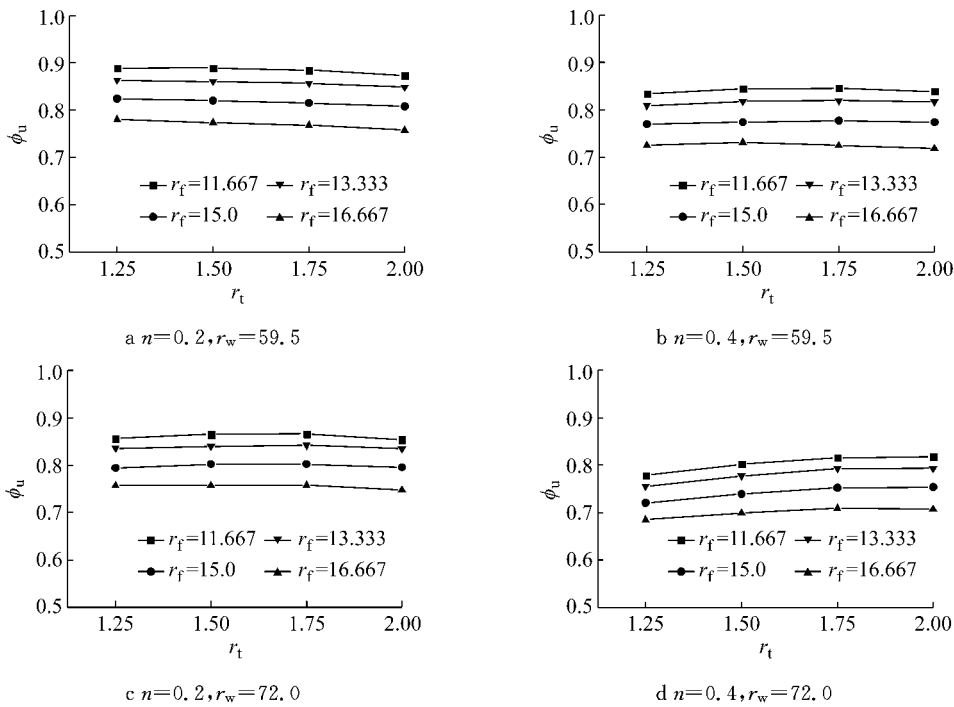 1.0
0.9
0.8
0.7
0.6
0.5
ϕu
rf=11.667 rf=13.333
rf=15.0 rf=16.667
1.25 1.50 1.75 2.00
rt
a n=0.2,rw=59.5
1.0
0.9
0.8
0.7
0.6
0.5
ϕu
rf=11.667 rf=13.333
rf=15.0 rf=16.667
1.25 1.50 1.75 2.00
rt
b n=0.4,rw=59.5
1.0
0.9
0.8
0.7
0.6
0.5
ϕu
rf=11.667 rf=13.333
rf=15.0 rf=16.667
1.25 1.50 1.75 2.00
rt
c n=0.2,rw=72.0
1.0
0.9
0.8
0.7
0.6
0.5
ϕu
rf=11.667 rf=13.333
rf=15.0 rf=16.667
1.25 1.50 1.75 2.00
rt
d n=0.4,rw=72.0